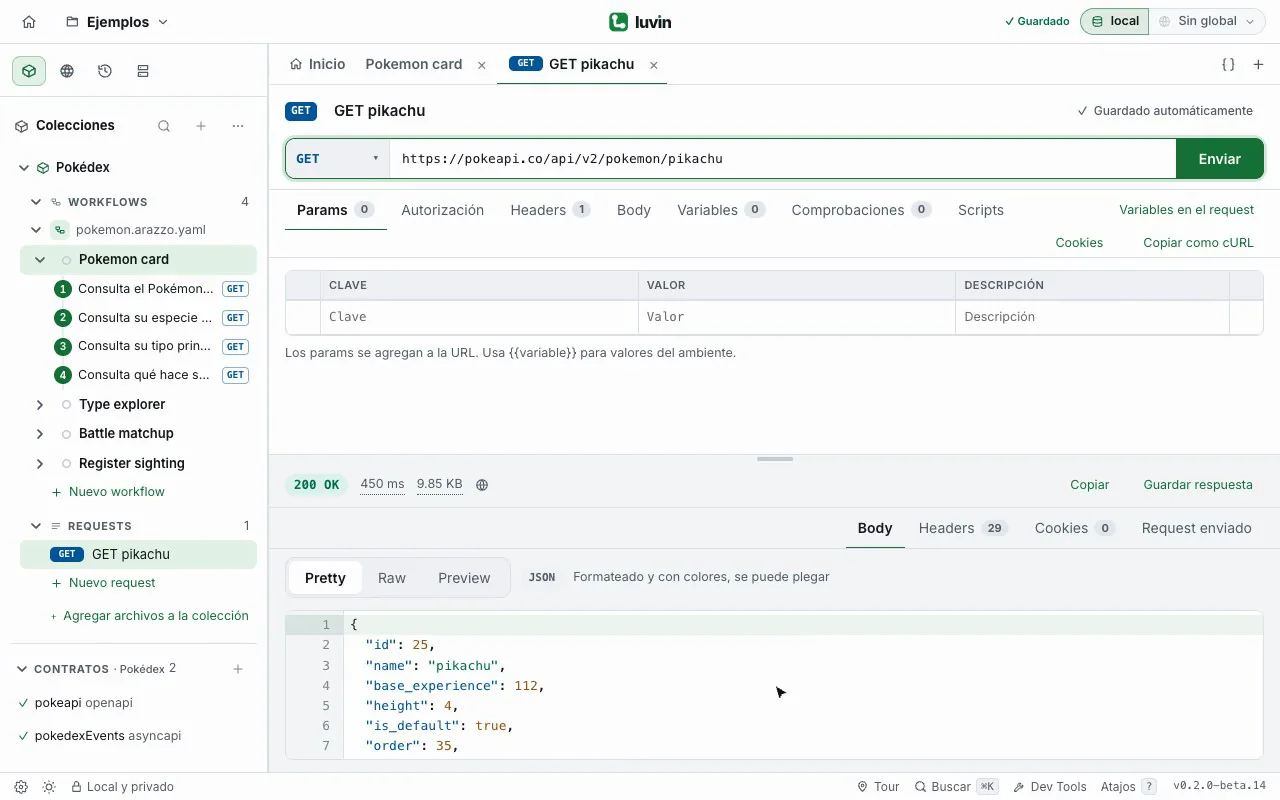 Ejemplos
luvin
Guardado
local
Sin global
Inicio
Pokemon card
GET GET pikachu
{ }
Colecciones
GET GET pikachu
Guardado automáticamente
Pokédex
GET https://pokeapi.co/api/v2/pokemon/pikachu Enviar
WORKFLOWS 4
pokemon.arazzo.yaml
Pokemon card
1 Consulta el Pokémon... GET
2 Consulta su especie ... GET
3 Consulta su tipo prin... GET
4 Consulta qué hace s... GET
Type explorer
Battle matchup
Register sighting
+ Nuevo workflow
REQUESTS 1
GET GET pikachu
+ Nuevo request
+ Agregar archivos a la colección
CONTRATOS · Pokédex 2
pokeapi openapi
pokedexEvents asyncapi
Params 0 Autorización Headers 1 Body Variables 0 Comprobaciones 0 Scripts Variables en el request
Cookies Copiar como cURL
CLAVE VALOR DESCRIPCIÓN
Clave Valor Descripción
Los params se agregan a la URL. Usa {{variable}} para valores del ambiente.
200 OK 450 ms 9.85 KB Copiar Guardar respuesta
Body Headers 29 Cookies 0 Request enviado
Pretty Raw Preview JSON Formateado y con colores, se puede plegar
1 {
2 "id": 25,
3 "name": "pikachu",
4 "base_experience": 112,
5 "height": 4,
6 "is_default": true,
7 "order": 35,
Local y privado
Tour Buscar ⌘K Dev Tools Atajos ? v0.2.0-beta.14